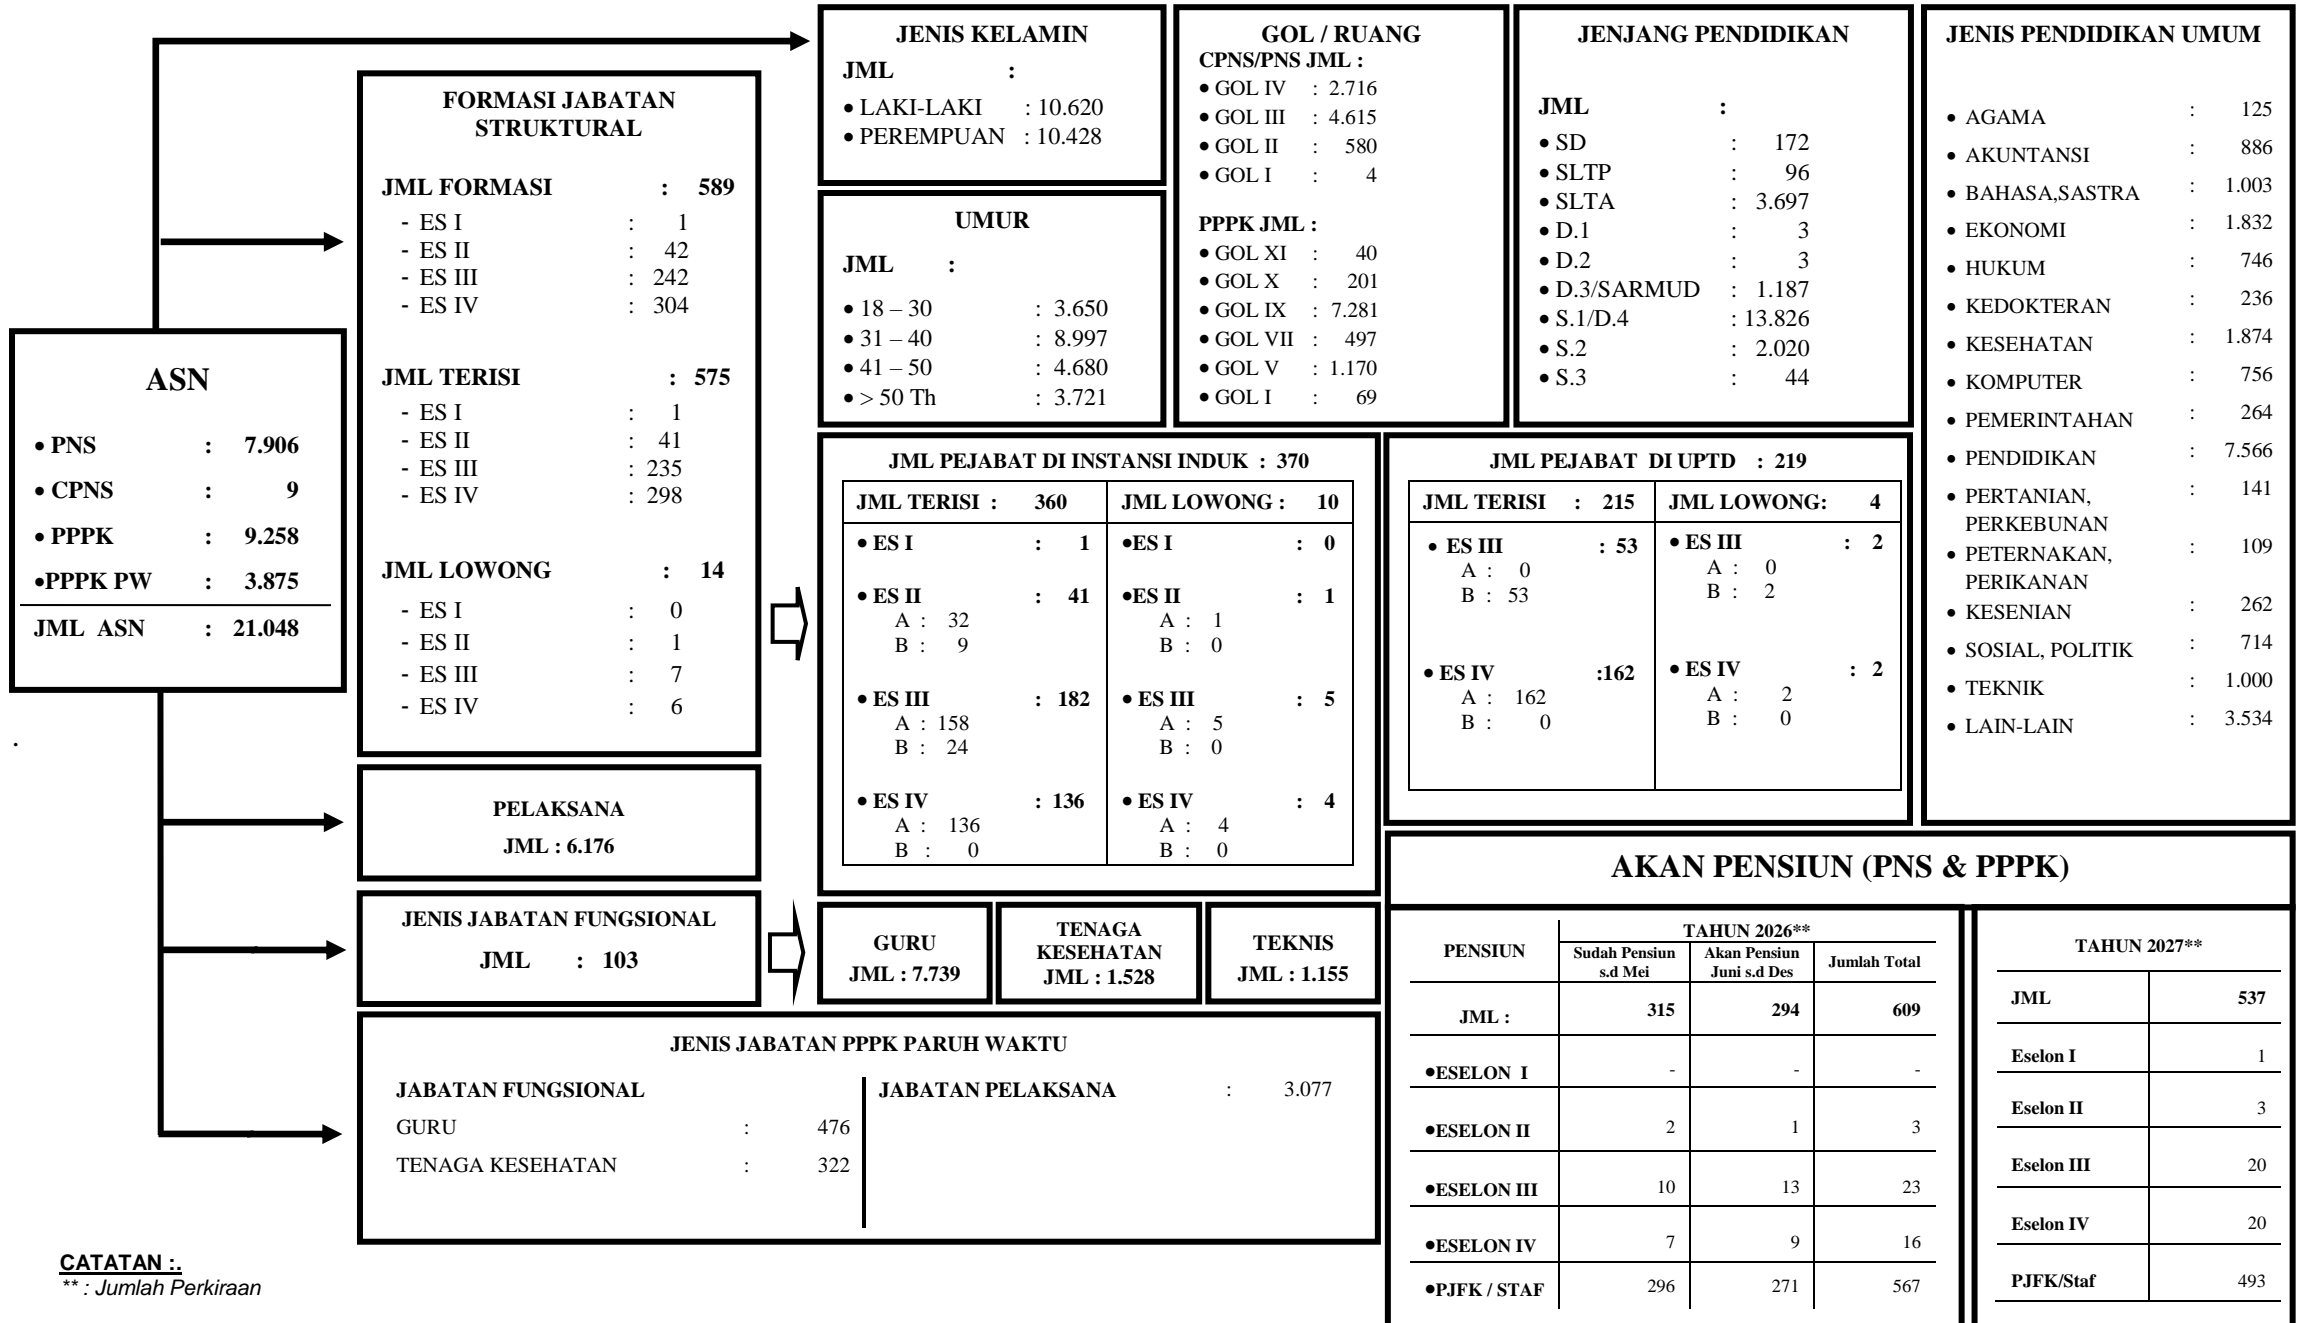 ASN
• PNS : 7.906
• CPNS : 9
• PPPK : 9.258
•PPPK PW : 3.875
JML ASN : 21.048
.
FORMASI JABATAN
STRUKTURAL
JML FORMASI : 589
- ES I : 1
- ES II : 42
- ES III : 242
- ES IV : 304
JML TERISI : 575
- ES I : 1
- ES II : 41
- ES III : 235
- ES IV : 298
JML LOWONG : 14
- ES I : 0
- ES II : 1
- ES III : 7
- ES IV : 6
PELAKSANA
JML : 6.176
JENIS JABATAN FUNGSIONAL
JML : 103
JENIS KELAMIN
JML :
• LAKI-LAKI : 10.620
• PEREMPUAN : 10.428
UMUR
JML :
• 18 – 30 : 3.650
• 31 – 40 : 8.997
• 41 – 50 : 4.680
• > 50 Th : 3.721
GOL / RUANG
CPNS/PNS JML :
• GOL IV : 2.716
• GOL III : 4.615
• GOL II : 580
• GOL I : 4
PPPK JML :
• GOL XI : 40
• GOL X : 201
• GOL IX : 7.281
• GOL VII : 497
• GOL V : 1.170
• GOL I : 69
JENJANG PENDIDIKAN
JML :
• SD : 172
• SLTP : 96
• SLTA : 3.697
• D.1 : 3
• D.2 : 3
• D.3/SARMUD : 1.187
• S.1/D.4 : 13.826
• S.2 : 2.020
• S.3 : 44
JENIS PENDIDIKAN UMUM
• AGAMA : 125
• AKUNTANSI : 886
• BAHASA,SASTRA : 1.003
• EKONOMI : 1.832
• HUKUM : 746
• KEDOKTERAN : 236
• KESEHATAN : 1.874
• KOMPUTER : 756
• PEMERINTAHAN : 264
• PENDIDIKAN : 7.566
• PERTANIAN, : 141
PERKEBUNAN
• PETERNAKAN, : 109
PERIKANAN
• KESENIAN : 262
• SOSIAL, POLITIK : 714
• TEKNIK : 1.000
• LAIN-LAIN : 3.534
JML PEJABAT DI INSTANSI INDUK : 370
JML TERISI : 360
• ES I : 1
• ES II : 41
A : 32
B : 9
• ES III : 182
A : 158
B : 24
• ES IV : 136
A : 136
B : 0
JML LOWONG : 10
•ES I : 0
•ES II : 1
A : 1
B : 0
• ES III : 5
A : 5
B : 0
• ES IV : 4
A : 4
B : 0
JML PEJABAT DI UPTD : 219
JML TERISI : 215
• ES III : 53
A : 0
B : 53
• ES IV :162
A : 162
B : 0
JML LOWONG: 4
• ES III : 2
A : 0
B : 2
• ES IV : 2
A : 2
B : 0
GURU
JML : 7.739
TENAGA
KESEHATAN
JML : 1.528
TEKNIS
JML : 1.155
JENIS JABATAN PPPK PARUH WAKTU
JABATAN FUNGSIONAL
GURU : 476
TENAGA KESEHATAN : 322
JABATAN PELAKSANA : 3.077
AKAN PENSIUN (PNS & PPPK)
PENSIUN
TAHUN 2026**
Sudah Pensiun
s.d Mei
Akan Pensiun
Juni s.d Des
Jumlah Total
JML : 315 294 609
•ESELON I - - -
•ESELON II 2 1 3
•ESELON III 10 13 23
•ESELON IV 7 9 16
•PJFK / STAF 296 271 567
TAHUN 2027**
JML 537
Eselon I 1
Eselon II 3
Eselon III 20
Eselon IV 20
PJFK/Staf 493
CATATAN :.
** : Jumlah Perkiraan